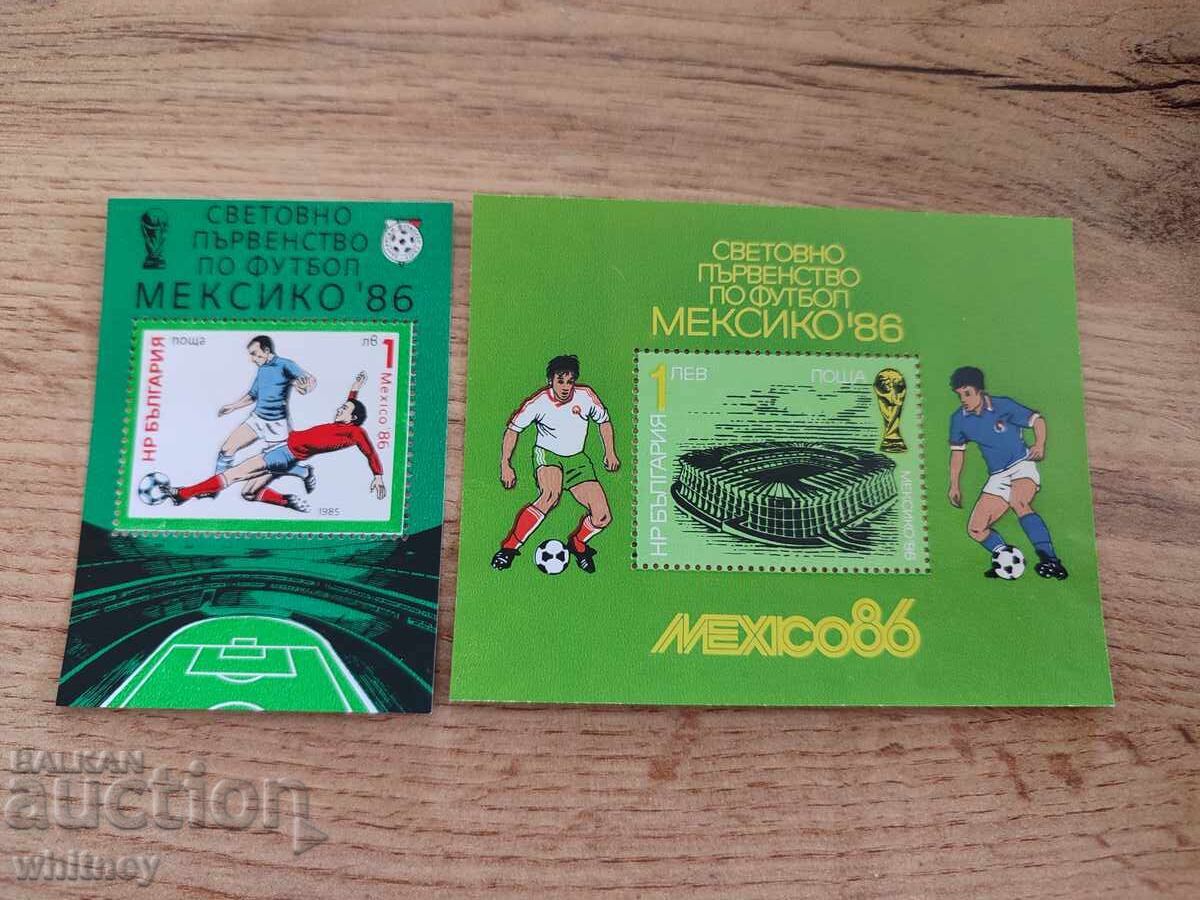 СВЕТОВНО
ПЪРВЕНСТВО
ПО ФУТБОЛ
МЕКСИКО '86
поща
лв 1
НР БЪЛГАРИЯ
Mexico '86
1985
СВЕТОВНО
ПЪРВЕНСТВО
ПО ФУТБОЛ
МЕКСИКО '86
1 ЛЕВ
ПОЩА
НР БЪЛГАРИЯ
МЕКСИКО 86
MEXICO86
BALKAN
auction
whitney